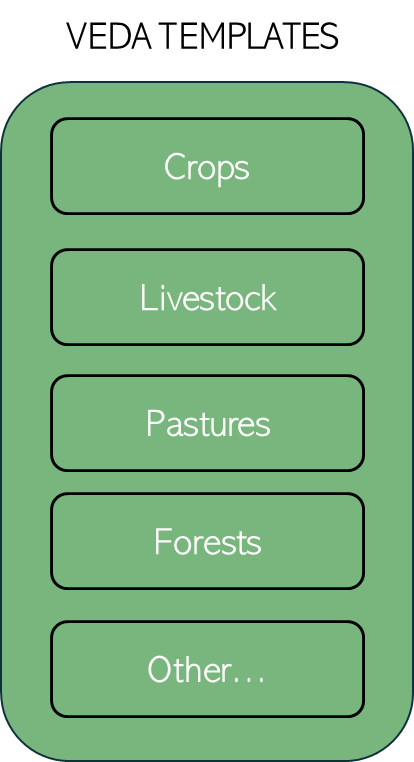 VEDA TEMPLATES
Crops
Livestock
Pastures
Forests
Other...